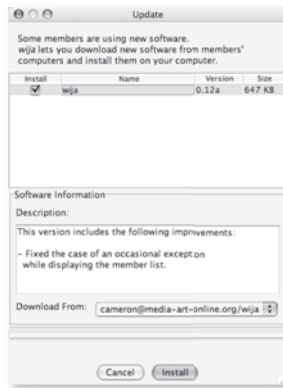 Update
Some members are using new software.
wija lets you download new software from members'
computers and install them on your computer.
Install Name Version Size
wija 0.12a 647 KB
Software Information
Description:
This version includes the following improvements:
- Fixed the case of an occasional exception
while displaying the member list.
Download From: cameron@media-art-online.org/wija
Cancel Install